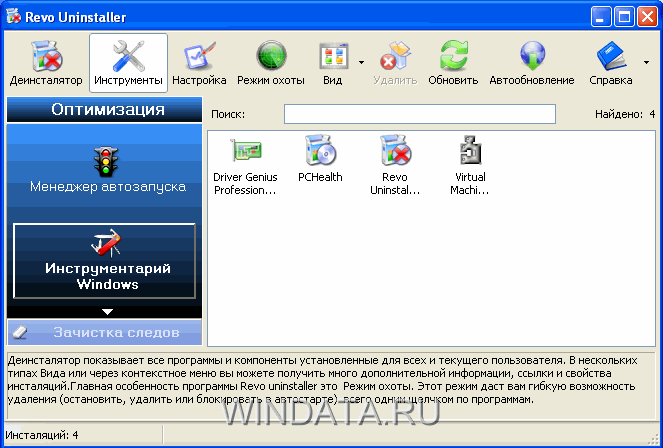 Revo Uninstaller
Деинсталятор Инструменты Настройка Режим охоты Вид Удалить Обновить Автообновление Справка
Оптимизация
Поиск: Найдено: 4
Менеджер автозапуска
Driver Genius Profession... PCHealth Revo Uninstal... Virtual Machi...
Инструментарий
Windows
Зачистка следов
Деинсталятор показывает все программы и компоненты установленные для всех и текущего пользователя. В нескольких
типах Вида или через контекстное меню вы можете получить много дополнительной информации, ссылки и свойства
инсталяций.Главная особенность программы Revo uninstaller это Режим охоты. Этот режим даст вам гибкую возможность
удаления (остановить, удалить или блокировать в автостарте) всего одним щелчком по программам.
WINDATA.RU
Инсталяций: 4